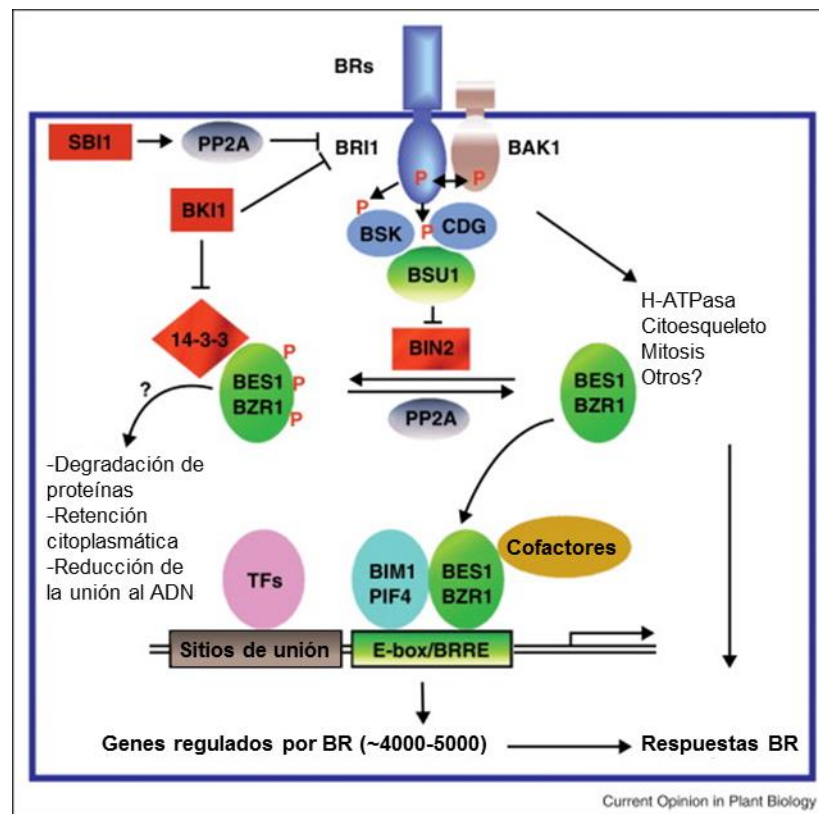 BRs
SBI1
PP2A
BRI1
BAK1
P
P
P
BKI1
BSK
P
CDG
BSU1
H-ATPasa
Citoesqueleto
Mitosis
Otros?
14-3-3
BIN2
P
?
BES1
BZR1
P
P
PP2A
BES1
BZR1
-Degradación de
proteínas
-Retención
citoplasmática
-Reducción de
la unión al ADN
TFs
BIM1
PIF4
BES1
BZR1
Cofactores
Sitios de unión
E-box/BRRE
Genes regulados por BR (~4000-5000)
Respuestas BR
Current Opinion in Plant Biology